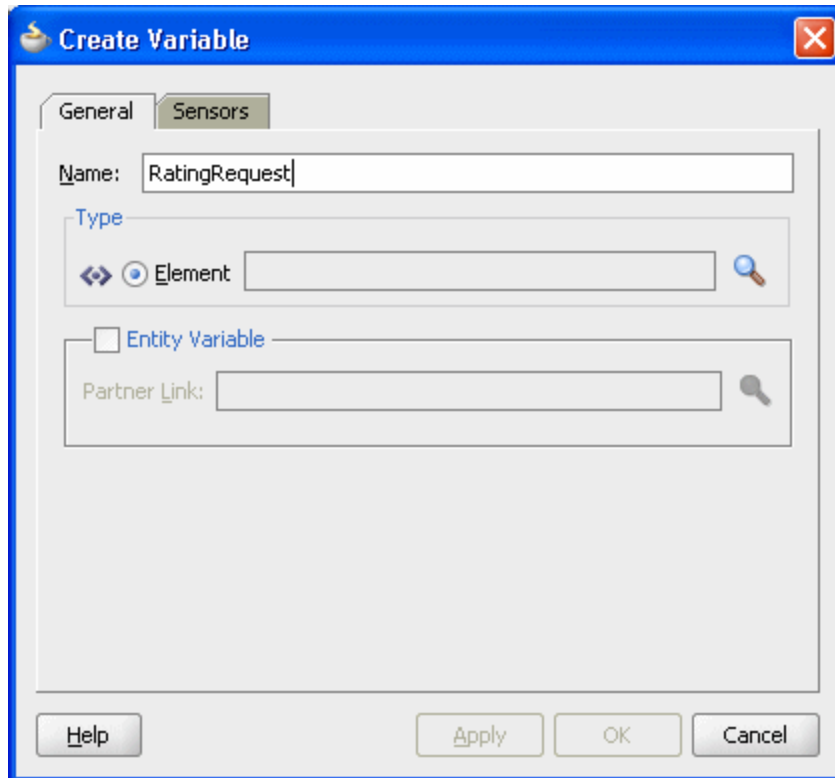 Create Variable
General Sensors
Name: RatingRequest
Type
Element
Entity Variable
Partner Link:
Help Apply OK Cancel